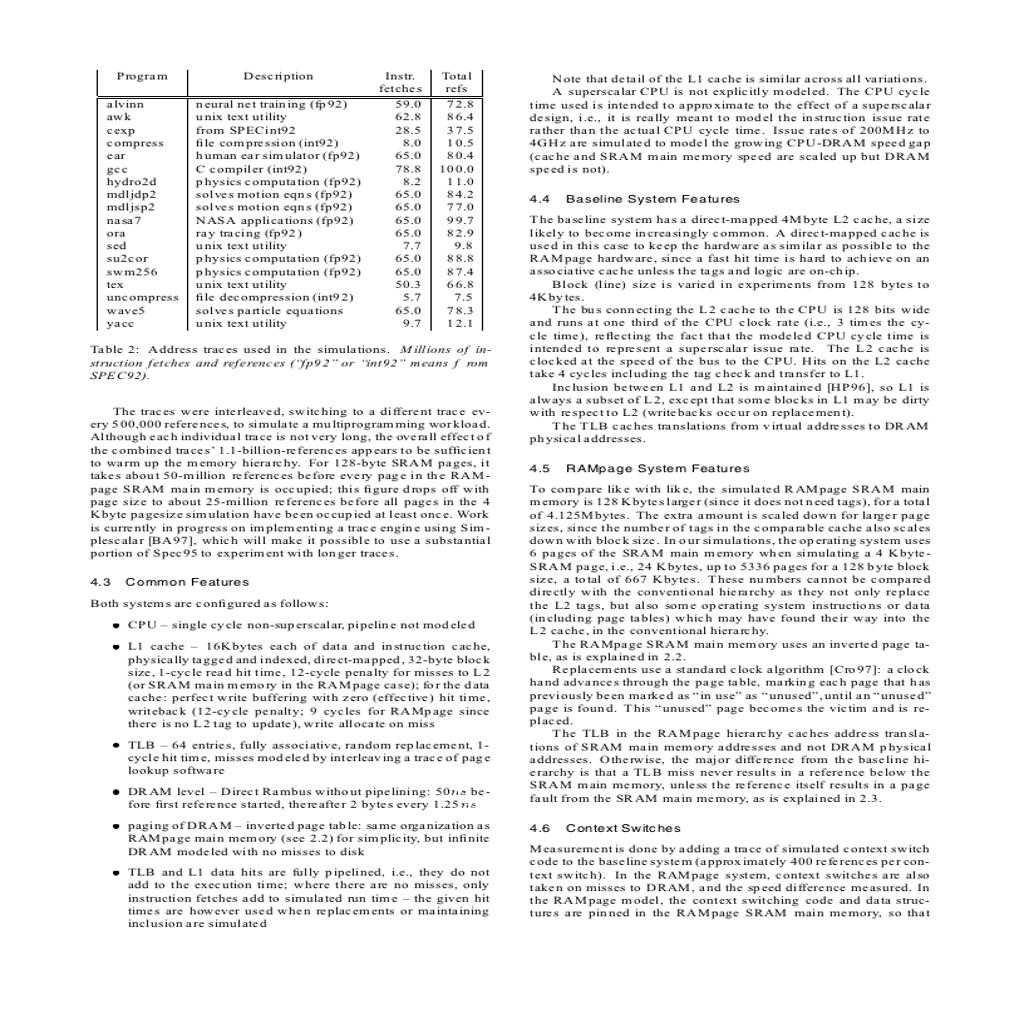 Program Description Instr. Total
fetches refs
alvinn neural net training (fp92) 59.0 72.8
awk unix text utility 62.8 86.4
cexp from SPECint92 28.5 37.5
compress file compression (int92) 8.0 10.5
ear human ear simulator (fp92) 65.0 80.4
gcc C compiler (int92) 78.8 100.0
hydro2d physics computation (fp92) 8.2 11.0
mdljdp2 solves motion eqns (fp92) 65.0 84.2
mdljsp2 solves motion eqns (fp92) 65.0 77.0
nasa7 NASA applications (fp92) 65.0 99.7
ora ray tracing (fp92) 65.0 82.9
sed unix text utility 7.7 9.8
su2cor physics computation (fp92) 65.0 88.8
swm256 physics computation (fp92) 65.0 87.4
tex unix text utility 50.3 66.8
uncompress file decompression (int92) 5.7 7.5
wave5 solves particle equations 65.0 78.3
yacc unix text utility 9.7 12.1
Table 2: Address traces used in the simulations. Millions of in-
struction fetches and references ("fp92" or "int92" means from
SPEC92).
The traces were interleaved, switching to a different trace ev-
ery 500,000 references, to simulate a multiprogramming workload.
Although each individual trace is not very long, the overall effect of
the combined traces' 1.1-billion-references appears to be sufficient
to warm up the memory hierarchy. For 128-byte SRAM pages, it
takes about 50-million references before every page in the RAM-
page SRAM main memory is occupied; this figure drops off with
page size to about 25-million references before all pages in the 4
Kbyte pagesize simulation have been occupied at least once. Work
is currently in progress on implementing a trace engine using Sim-
plescalar [BA97], which will make it possible to use a substantial
portion of Spec95 to experiment with longer traces.
4.3 Common Features
Both systems are configured as follows:
• CPU – single cycle non-superscalar, pipeline not modeled
• L1 cache – 16Kbytes each of data and instruction cache,
physically tagged and indexed, direct-mapped, 32-byte block
size, 1-cycle read hit time, 12-cycle penalty for misses to L2
(or SRAM main memory in the RAMpage case); for the data
cache: perfect write buffering with zero (effective) hit time,
writeback (12-cycle penalty; 9 cycles for RAMpage since
there is no L2 tag to update), write allocate on miss
• TLB – 64 entries, fully associative, random replacement, 1-
cycle hit time, misses modeled by interleaving a trace of page
lookup software
• DRAM level – Direct Rambus without pipelining: 50ns be-
fore first reference started, thereafter 2 bytes every 1.25ns
• paging of DRAM – inverted page table: same organization as
RAMpage main memory (see 2.2) for simplicity, but infinite
DRAM modeled with no misses to disk
• TLB and L1 data hits are fully pipelined, i.e., they do not
add to the execution time; where there are no misses, only
instruction fetches add to simulated run time – the given hit
times are however used when replacements or maintaining
inclusion are simulated
Note that detail of the L1 cache is similar across all variations.
A superscalar CPU is not explicitly modeled. The CPU cycle
time used is intended to approximate to the effect of a superscalar
design, i.e., it is really meant to model the instruction issue rate
rather than the actual CPU cycle time. Issue rates of 200MHz to
4GHz are simulated to model the growing CPU-DRAM speed gap
(cache and SRAM main memory speed are scaled up but DRAM
speed is not).
4.4 Baseline System Features
The baseline system has a direct-mapped 4Mbyte L2 cache, a size
likely to become increasingly common. A direct-mapped cache is
used in this case to keep the hardware as similar as possible to the
RAMpage hardware, since a fast hit time is hard to achieve on an
associative cache unless the tags and logic are on-chip.
Block (line) size is varied in experiments from 128 bytes to
4Kbytes.
The bus connecting the L2 cache to the CPU is 128 bits wide
and runs at one third of the CPU clock rate (i.e., 3 times the cy-
cle time), reflecting the fact that the modeled CPU cycle time is
intended to represent a superscalar issue rate. The L2 cache is
clocked at the speed of the bus to the CPU. Hits on the L2 cache
take 4 cycles including the tag check and transfer to L1.
Inclusion between L1 and L2 is maintained [HP96], so L1 is
always a subset of L2, except that some blocks in L1 may be dirty
with respect to L2 (writebacks occur on replacement).
The TLB caches translations from virtual addresses to DRAM
physical addresses.
4.5 RAMpage System Features
To compare like with like, the simulated RAMpage SRAM main
memory is 128 Kbytes larger (since it does not need tags), for a total
of 4.125Mbytes. The extra amount is scaled down for larger page
sizes, since the number of tags in the comparable cache also scales
down with block size. In our simulations, the operating system uses
6 pages of the SRAM main memory when simulating a 4 Kbyte-
SRAM page, i.e., 24 Kbytes, up to 5336 pages for a 128 byte block
size, a total of 667 Kbytes. These numbers cannot be compared
directly with the conventional hierarchy as they not only replace
the L2 tags, but also some operating system instructions or data
(including page tables) which may have found their way into the
L2 cache, in the conventional hierarchy.
The RAMpage SRAM main memory uses an inverted page ta-
ble, as is explained in 2.2.
Replacements use a standard clock algorithm [Cro97]: a clock
hand advances through the page table, marking each page that has
previously been marked as "in use" as "unused", until an "unused"
page is found. This "unused" page becomes the victim and is re-
placed.
The TLB in the RAMpage hierarchy caches address transla-
tions of SRAM main memory addresses and not DRAM physical
addresses. Otherwise, the major difference from the baseline hi-
erarchy is that a TLB miss never results in a reference below the
SRAM main memory, unless the reference itself results in a page
fault from the SRAM main memory, as is explained in 2.3.
4.6 Context Switches
Measurement is done by adding a trace of simulated context switch
code to the baseline system (approximately 400 references per con-
text switch). In the RAMpage system, context switches are also
taken on misses to DRAM, and the speed difference measured. In
the RAMpage model, the context switching code and data struc-
tures are pinned in the RAMpage SRAM main memory, so that